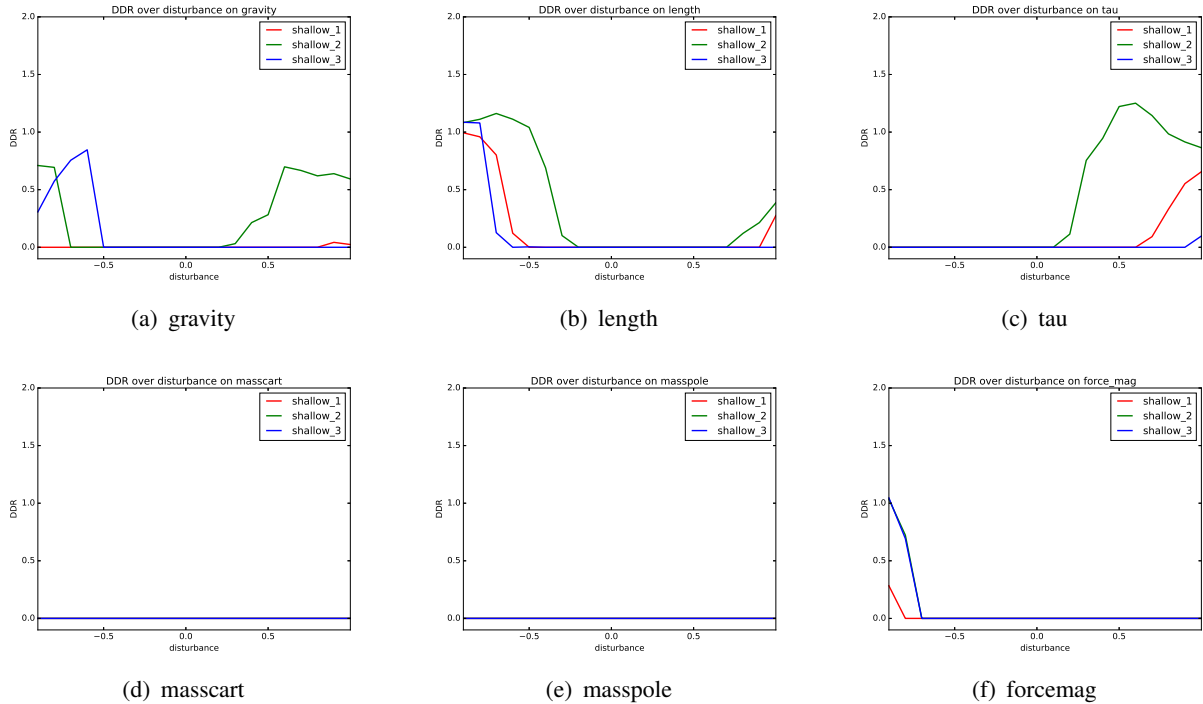 DDR over disturbance on gravity
2.0
1.5
1.0
0.5
0.0
DDR
−0.5 0.0 0.5
disturbance
shallow_1
shallow_2
shallow_3
(a) gravity
DDR over disturbance on length
2.0
1.5
1.0
0.5
0.0
DDR
−0.5 0.0 0.5
disturbance
shallow_1
shallow_2
shallow_3
(b) length
DDR over disturbance on tau
2.0
1.5
1.0
0.5
0.0
DDR
−0.5 0.0 0.5
disturbance
shallow_1
shallow_2
shallow_3
(c) tau
DDR over disturbance on masscart
2.0
1.5
1.0
0.5
0.0
DDR
−0.5 0.0 0.5
disturbance
shallow_1
shallow_2
shallow_3
(d) masscart
DDR over disturbance on masspole
2.0
1.5
1.0
0.5
0.0
DDR
−0.5 0.0 0.5
disturbance
shallow_1
shallow_2
shallow_3
(e) masspole
DDR over disturbance on force_mag
2.0
1.5
1.0
0.5
0.0
DDR
−0.5 0.0 0.5
disturbance
shallow_1
shallow_2
shallow_3
(f) forcemag